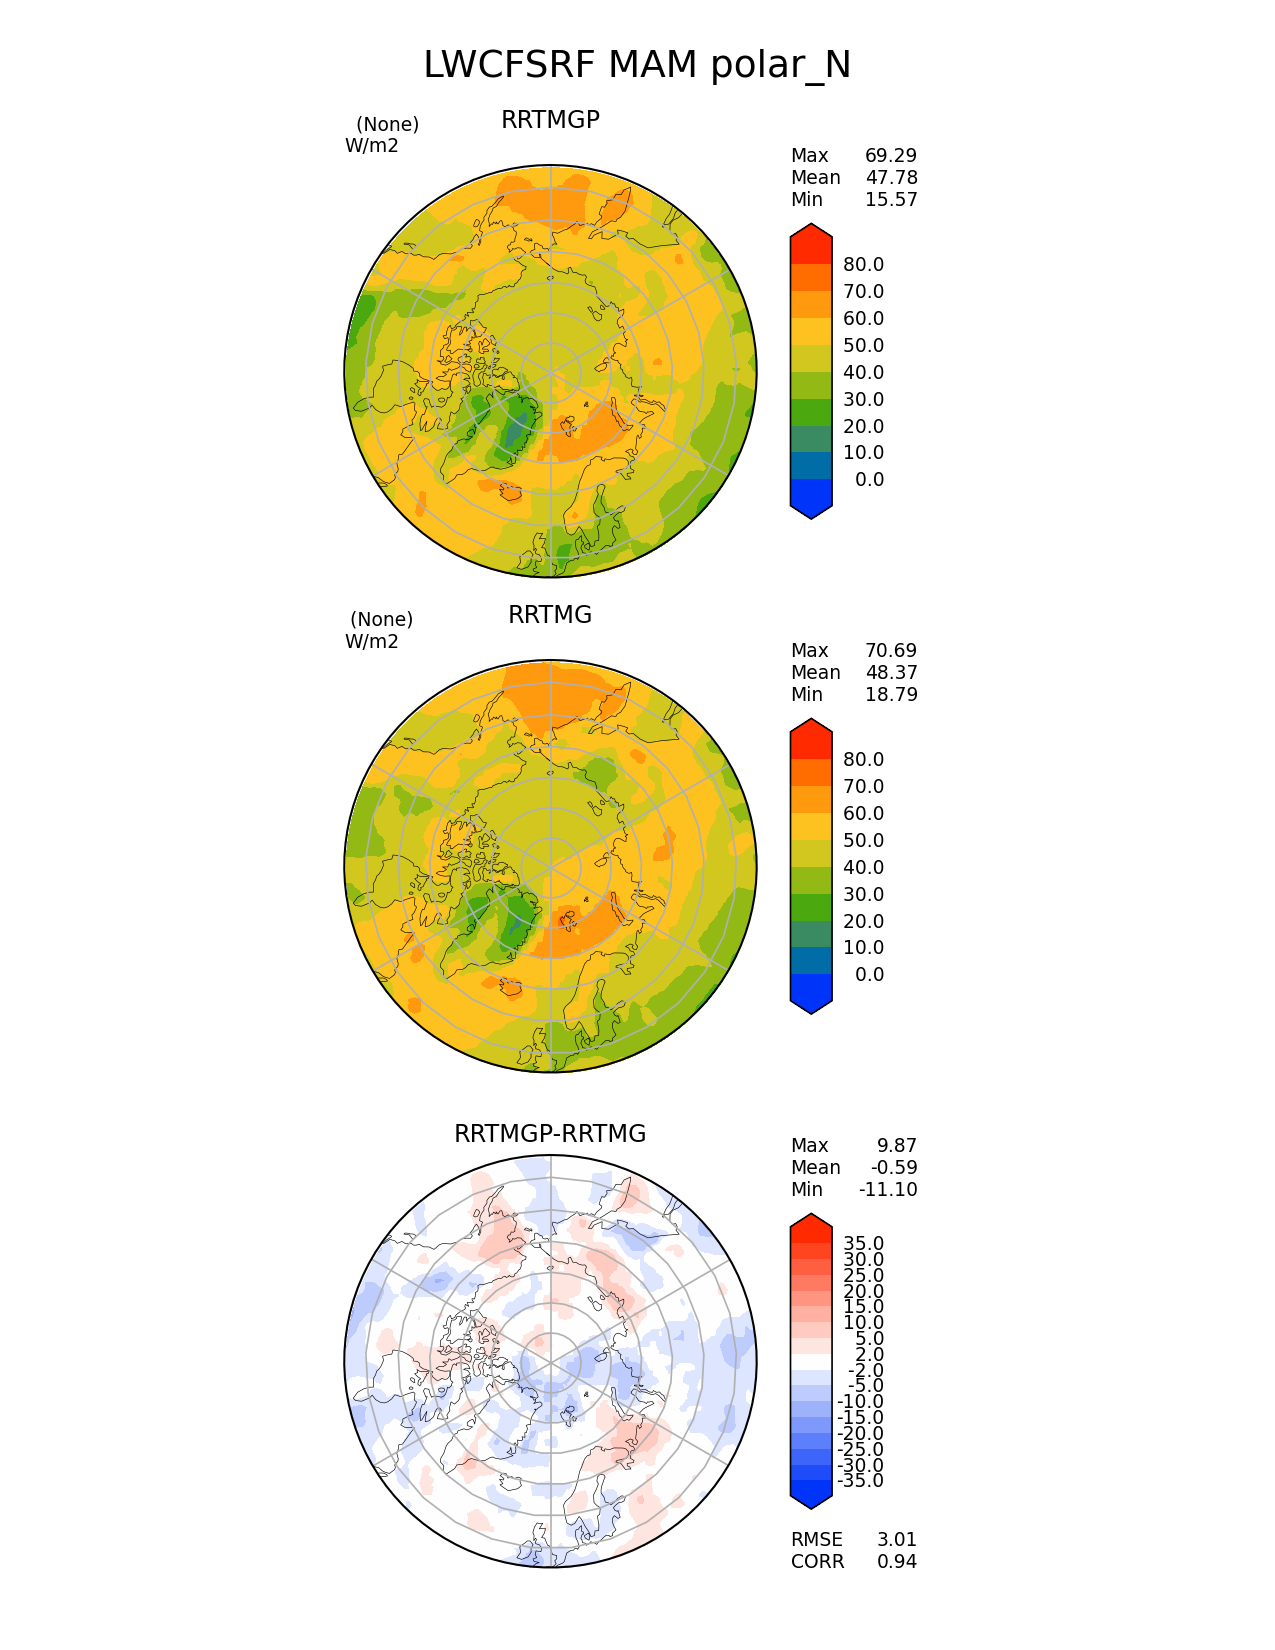 LWCFSRF MAM polar_N
(None)
RRTMGP
W/m2
Max 69.29
Mean 47.78
Min 15.57
80.0
70.0
60.0
50.0
40.0
30.0
20.0
10.0
0.0
(None)
RRTMG
W/m2
Max 70.69
Mean 48.37
Min 18.79
80.0
70.0
60.0
50.0
40.0
30.0
20.0
10.0
0.0
RRTMGP-RRTMG
Max 9.87
Mean -0.59
Min -11.10
35.0
30.0
25.0
20.0
15.0
10.0
5.0
2.0
-2.0
-5.0
-10.0
-15.0
-20.0
-25.0
-30.0
-35.0
RMSE 3.01
CORR 0.94